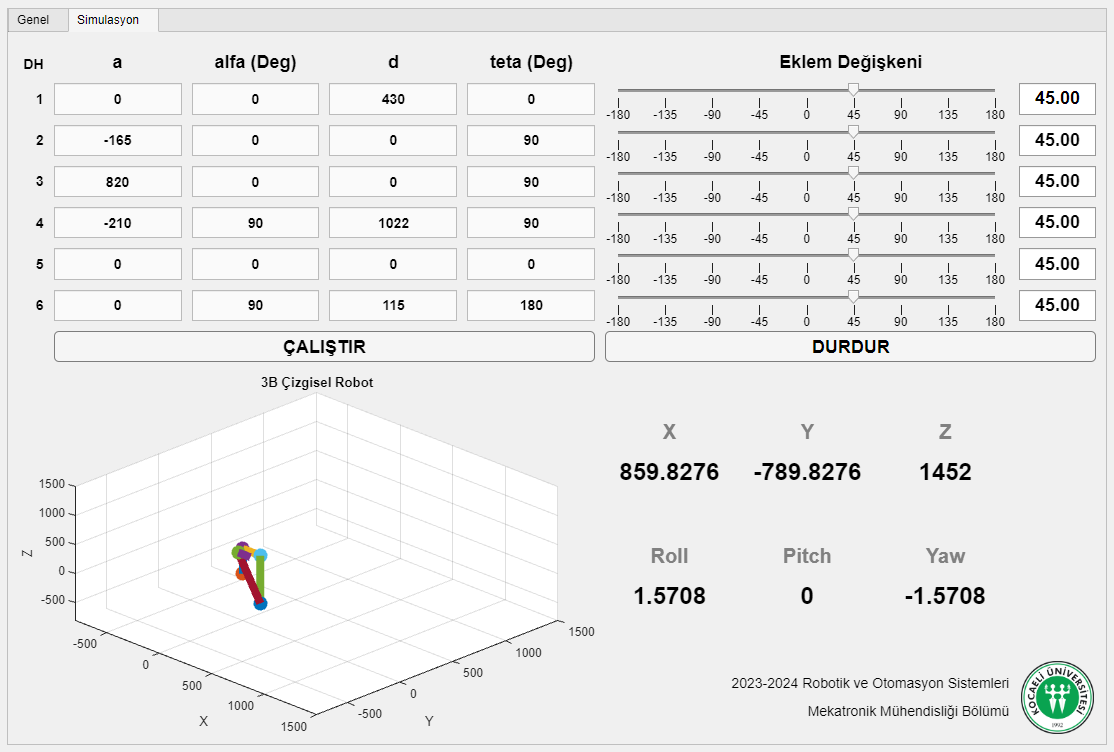 Genel Simulasyon
DH a alfa (Deg) d teta (Deg) Eklem Değişkeni
1 0 0 430 0 45.00
-180 -135 -90 -45 0 45 90 135 180
2 -165 0 0 90 45.00
-180 -135 -90 -45 0 45 90 135 180
3 820 0 0 90 45.00
-180 -135 -90 -45 0 45 90 135 180
4 -210 90 1022 90 45.00
-180 -135 -90 -45 0 45 90 135 180
5 0 0 0 0 45.00
-180 -135 -90 -45 0 45 90 135 180
6 0 90 115 180 45.00
-180 -135 -90 -45 0 45 90 135 180
ÇALIŞTIR DURDUR
3B Çizgisel Robot
1500
1000
500
0
-500
Z
-500
0
500
1000
1500
X
-500
0
500
1000
1500
Y
X Y Z
859.8276 -789.8276 1452
Roll Pitch Yaw
1.5708 0 -1.5708
2023-2024 Robotik ve Otomasyon Sistemleri
Mekatronik Mühendisliği Bölümü
KOCAELİ ÜNİVERSİTESİ
1992